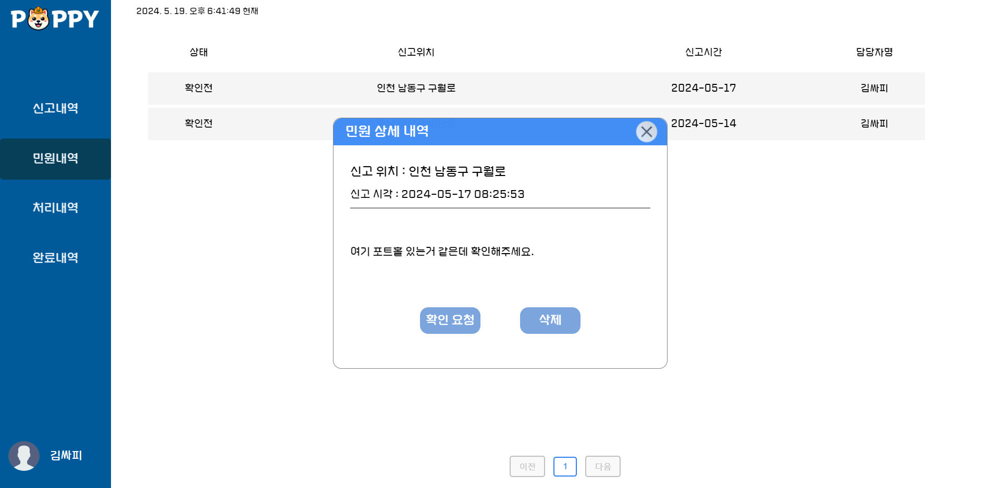 POPPY
2024. 5. 19. 오후 6:41:49 현재
상태 신고위치 신고시간 담당자명
확인전 인천 남동구 구월로 2024-05-17 김싸피
확인전 2024-05-14 김싸피
신고내역
민원내역
처리내역
완료내역
김싸피
민원 상세 내역
신고 위치 : 인천 남동구 구월로
신고 시각 : 2024-05-17 08:25:53
여기 포트홀 있는거 같은데 확인해주세요.
확인 요청 삭제
이전 1 다음